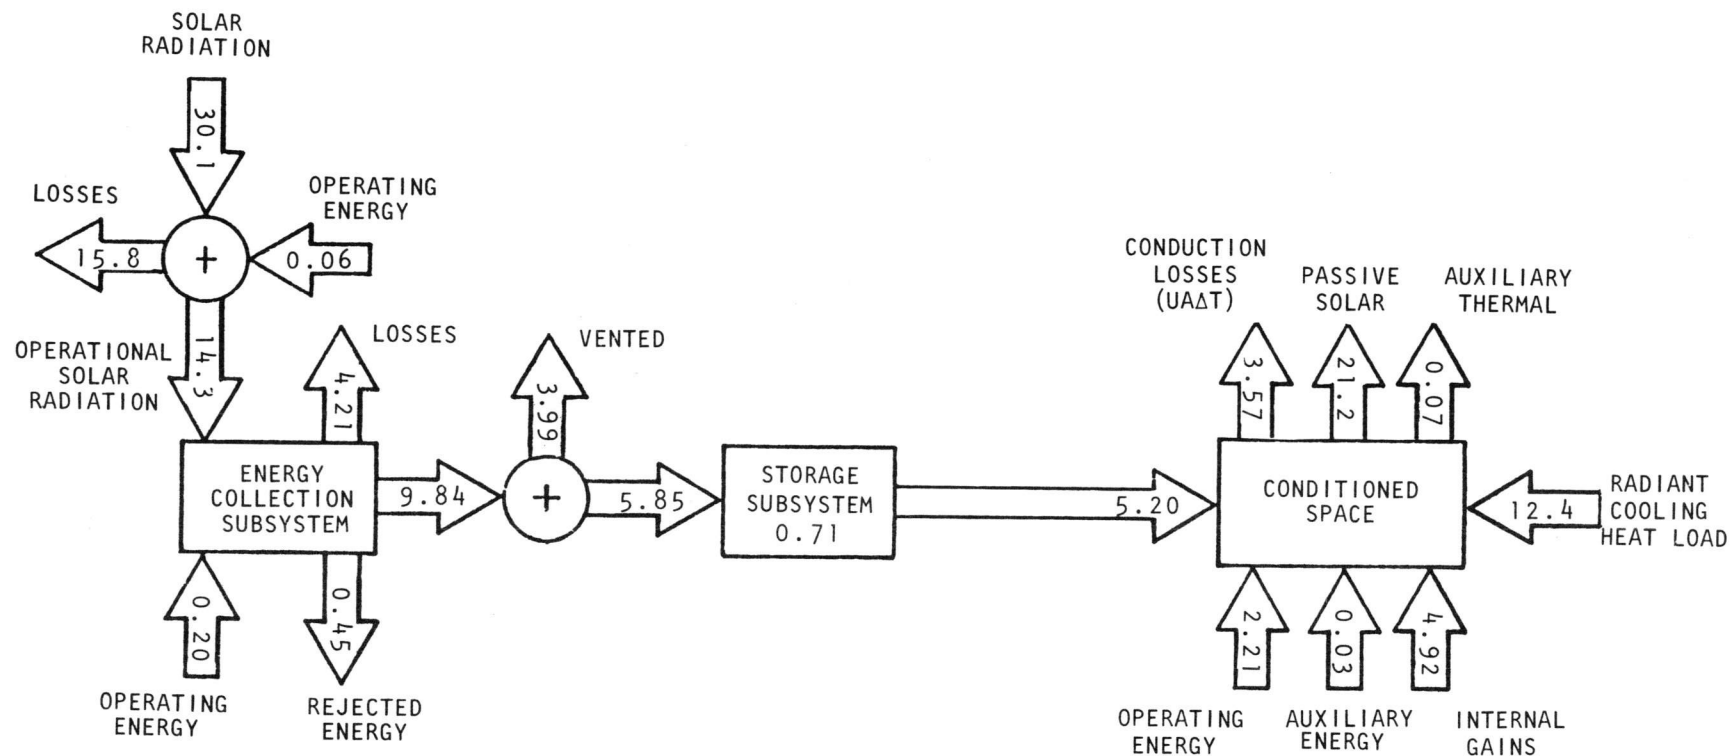 SOLAR
RADIATION
30.1
LOSSES
OPERATING
ENERGY
15.8
+
0.06
OPERATIONAL
SOLAR
RADIATION
14.3
LOSSES
4.21
VENTED
3.99
ENERGY
COLLECTION
SUBSYSTEM
9.84
+
5.85
STORAGE
SUBSYSTEM
0.71
5.20
0.20
OPERATING
ENERGY
0.45
REJECTED
ENERGY
CONDUCTION
LOSSES
(UAΔT)
PASSIVE
SOLAR
AUXILIARY
THERMAL
3.57
21.2
0.07
CONDITIONED
SPACE
12.4
RADIANT
COOLING
HEAT LOAD
2.21
0.03
4.92
OPERATING
ENERGY
AUXILIARY
ENERGY
INTERNAL
GAINS